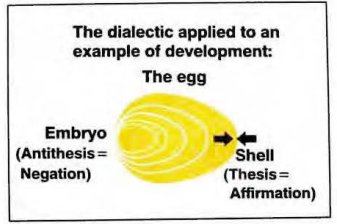 The dialectic applied to an
example of development:
The egg
Embryo
(Antithesis =
Negation)
Shell
(Thesis =
Affirmation)